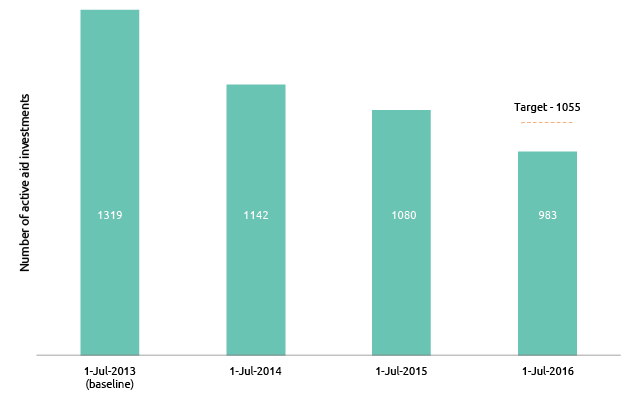 Number of active aid investments
Target - 1055
1319
1142
1080
983
1-Jul-2013
(baseline)
1-Jul-2014
1-Jul-2015
1-Jul-2016